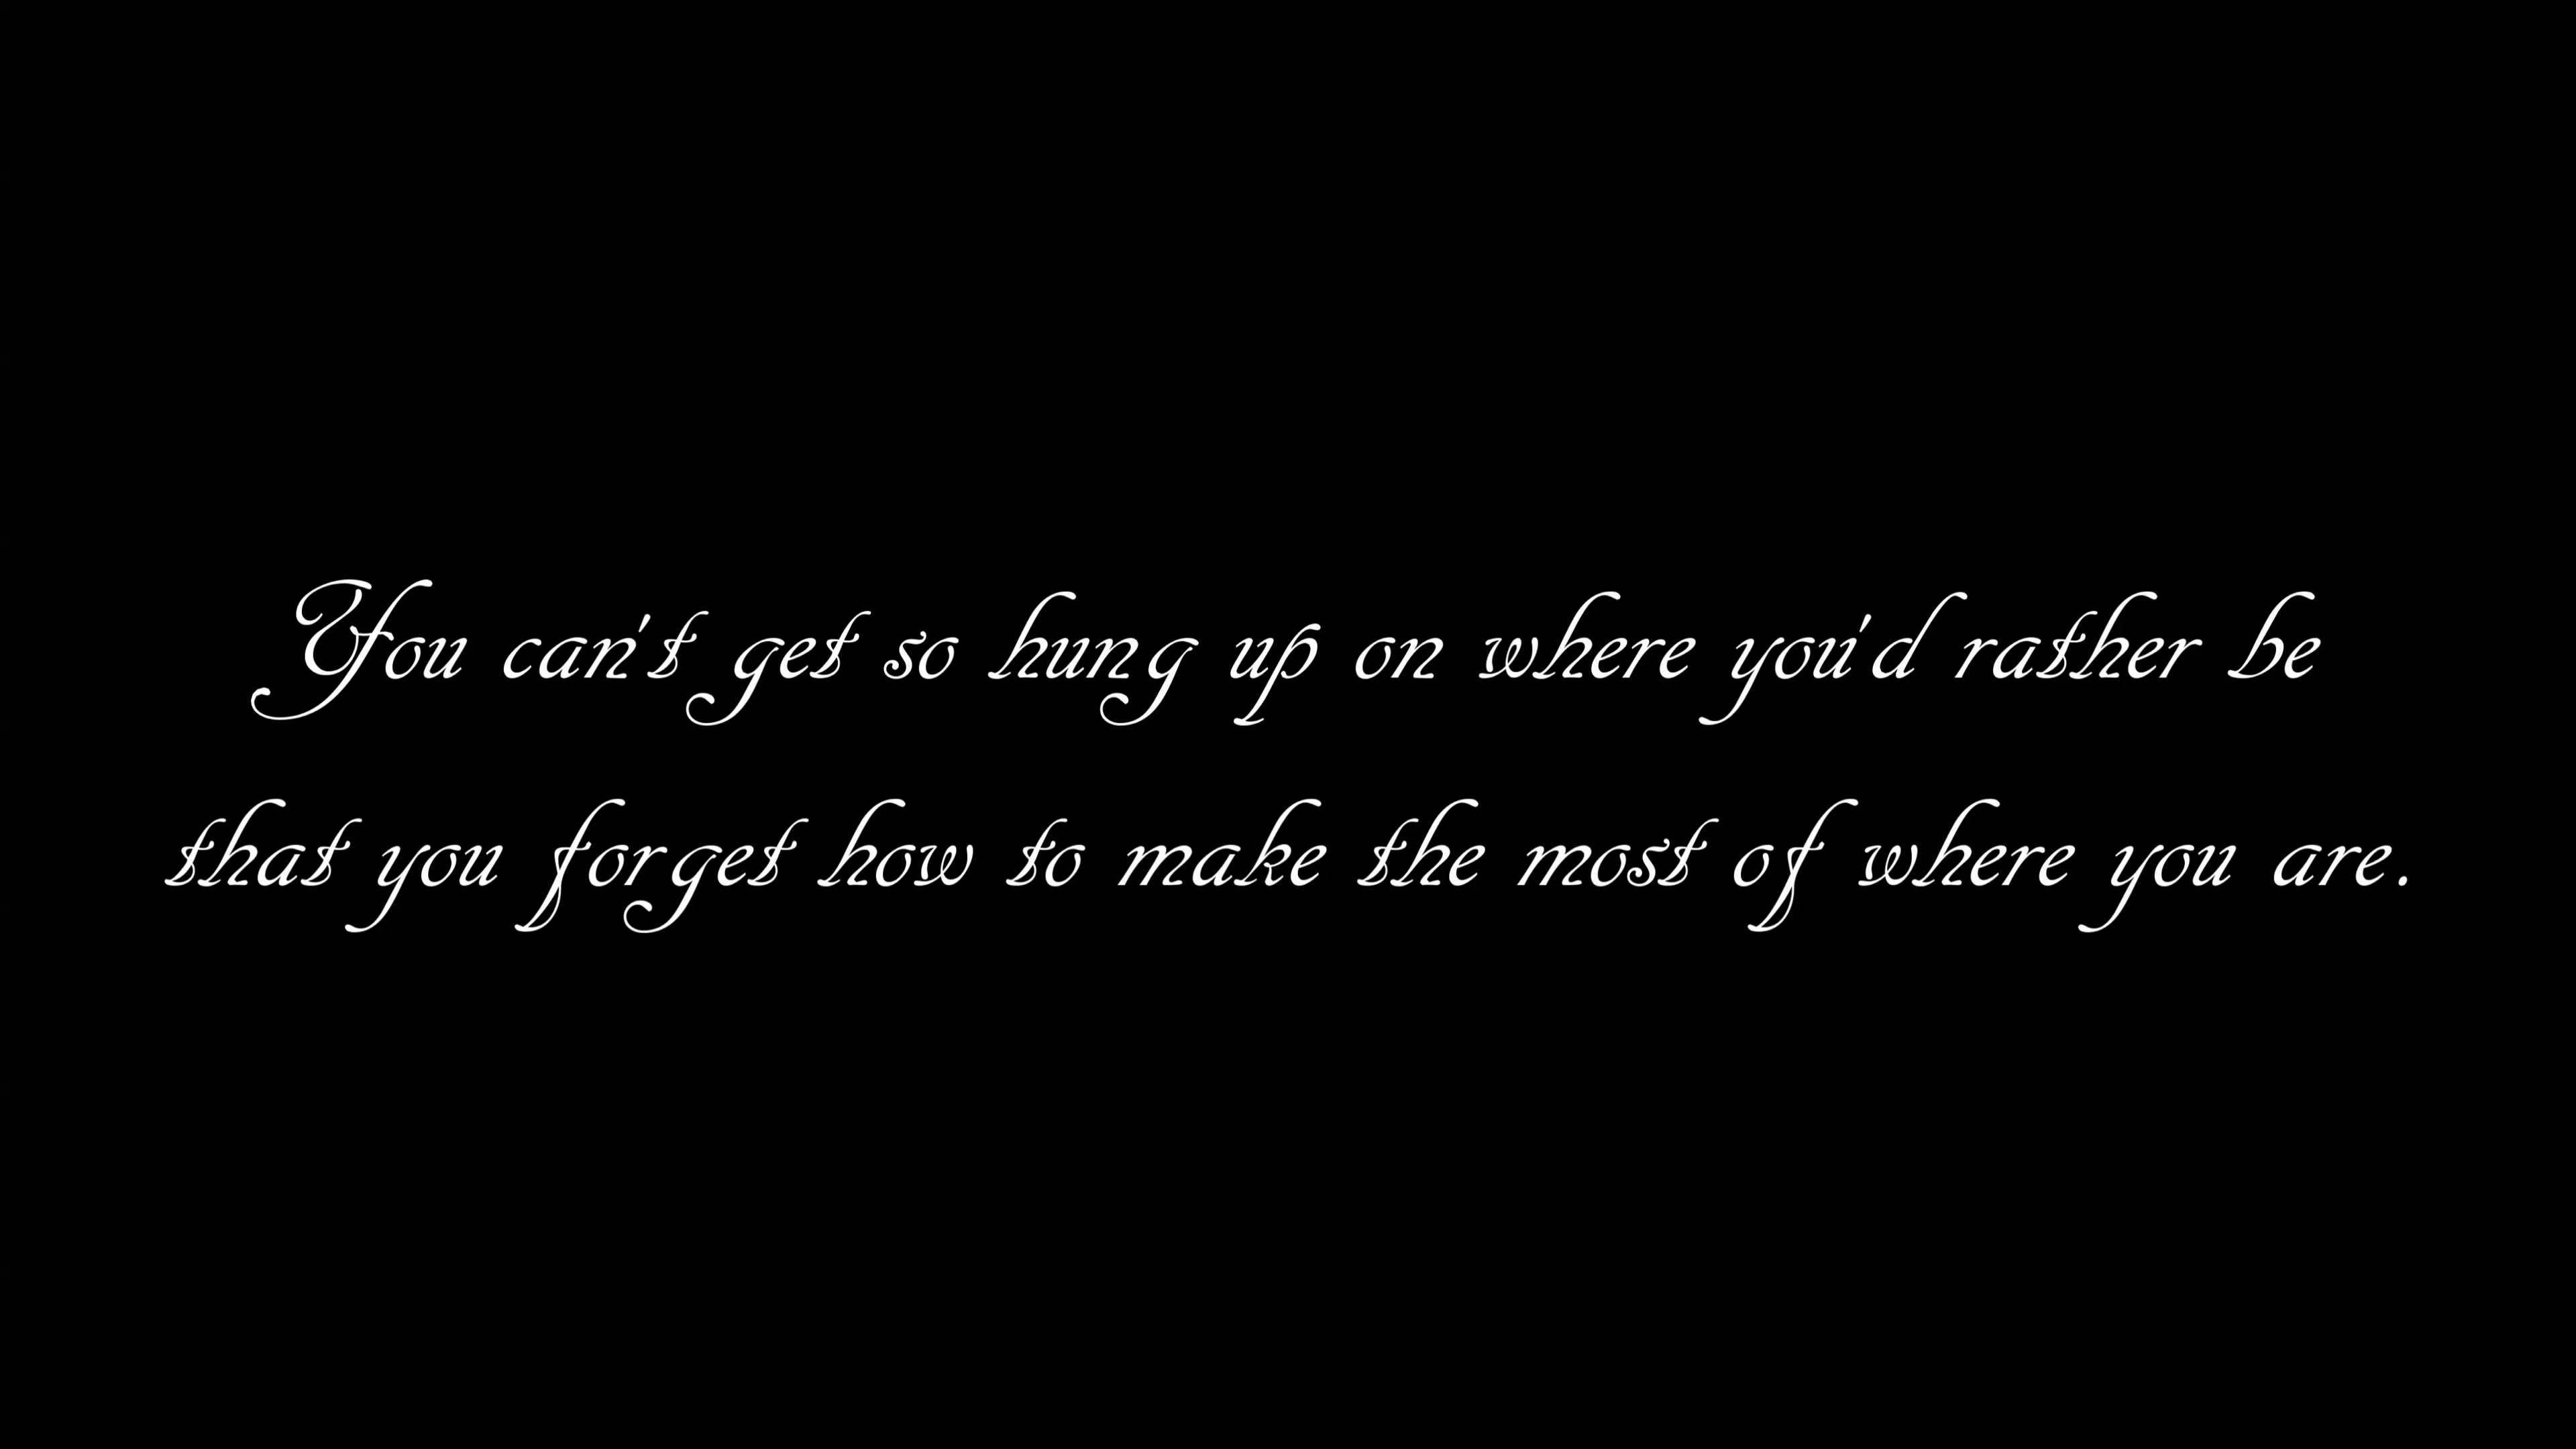 You can't get so hung up on where you'd rather be
that you forget how to make the most of where you are.